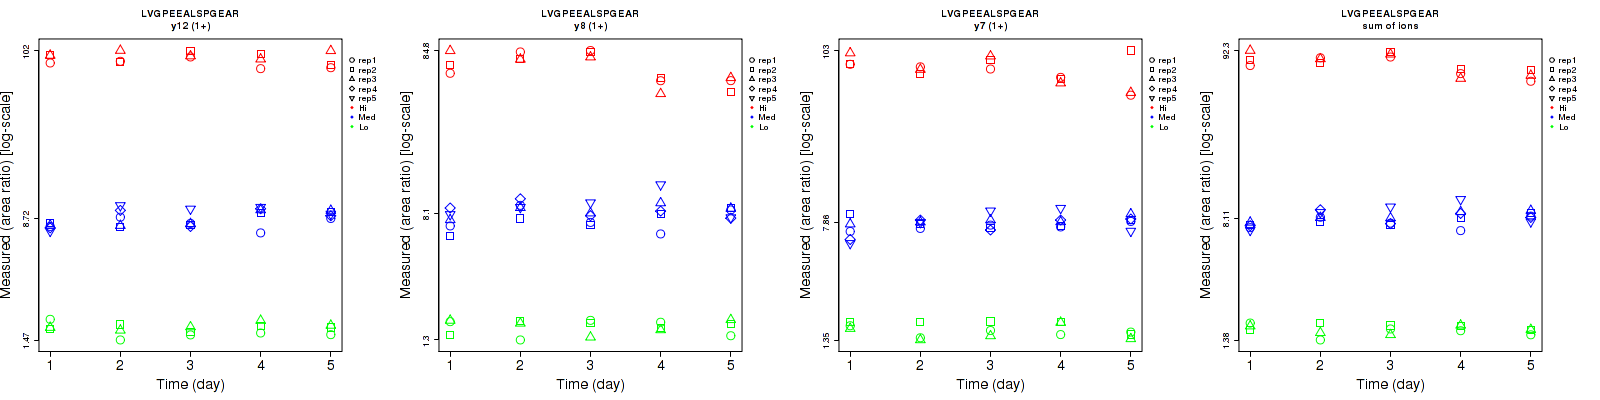 LVGPEEALSPGEAR
y12 (1+)
Measured (area ratio) [log-scale]
102
8.72
1.47
1 2 3 4 5
Time (day)
rep1
rep2
rep3
rep4
rep5
Hi
Med
Lo
LVGPEEALSPGEAR
y8 (1+)
Measured (area ratio) [log-scale]
84.8
8.1
1.3
1 2 3 4 5
Time (day)
rep1
rep2
rep3
rep4
rep5
Hi
Med
Lo
LVGPEEALSPGEAR
y7 (1+)
Measured (area ratio) [log-scale]
103
7.86
1.35
1 2 3 4 5
Time (day)
rep1
rep2
rep3
rep4
rep5
Hi
Med
Lo
LVGPEEALSPGEAR
sum of ions
Measured (area ratio) [log-scale]
92.3
8.11
1.38
1 2 3 4 5
Time (day)
rep1
rep2
rep3
rep4
rep5
Hi
Med
Lo